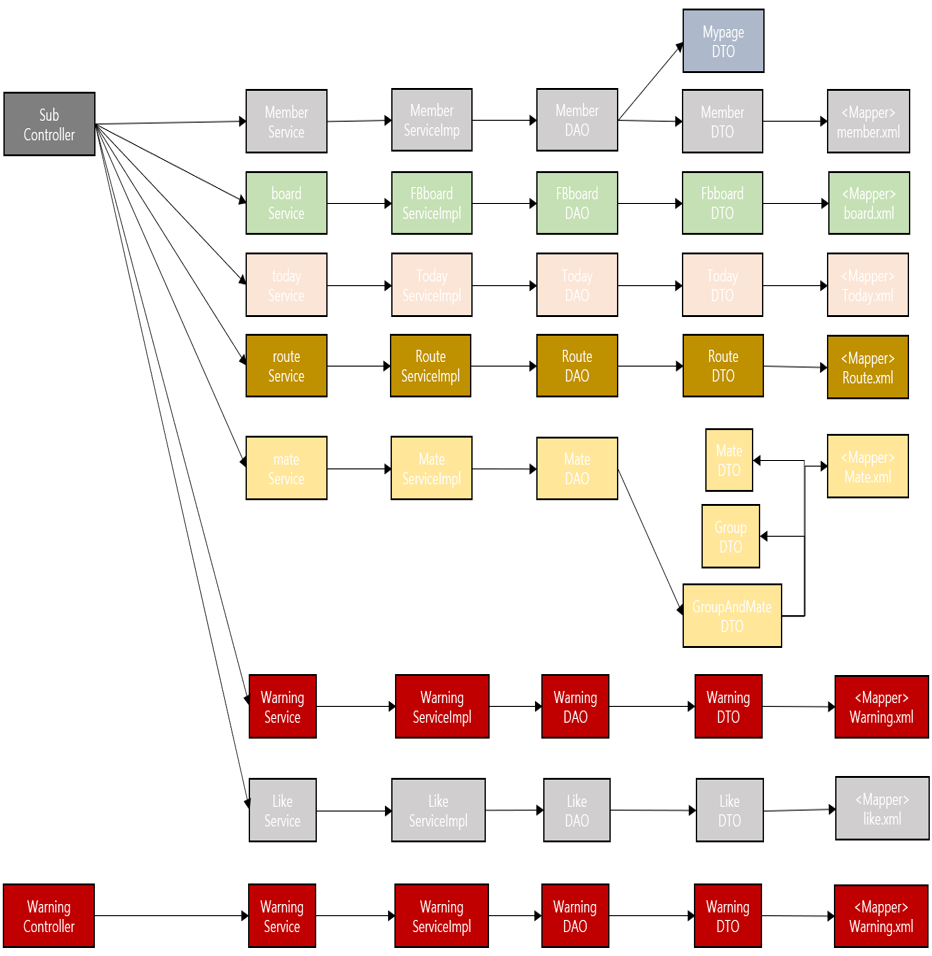 Mypage
DTO
Sub
Controller
Member
Service
Member
ServiceImp
Member
DAO
Member
DTO
<Mapper>
member.xml
board
Service
FBboard
ServiceImpl
FBboard
DAO
Fbboard
DTO
<Mapper>
board.xml
today
Service
Today
ServiceImpl
Today
DAO
Today
DTO
<Mapper>
Today.xml
route
Service
Route
ServiceImpl
Route
DAO
Route
DTO
<Mapper>
Route.xml
mate
Service
Mate
ServiceImpl
Mate
DAO
Mate
DTO
<Mapper>
Mate.xml
Group
DTO
GroupAndMate
DTO
Warning
Service
Warning
ServiceImpl
Warning
DAO
Warning
DTO
<Mapper>
Warning.xml
Like
Service
Like
ServiceImpl
Like
DAO
Like
DTO
<Mapper>
like.xml
Warning
Controller
Warning
Service
Warning
ServiceImpl
Warning
DAO
Warning
DTO
<Mapper>
Warning.xml